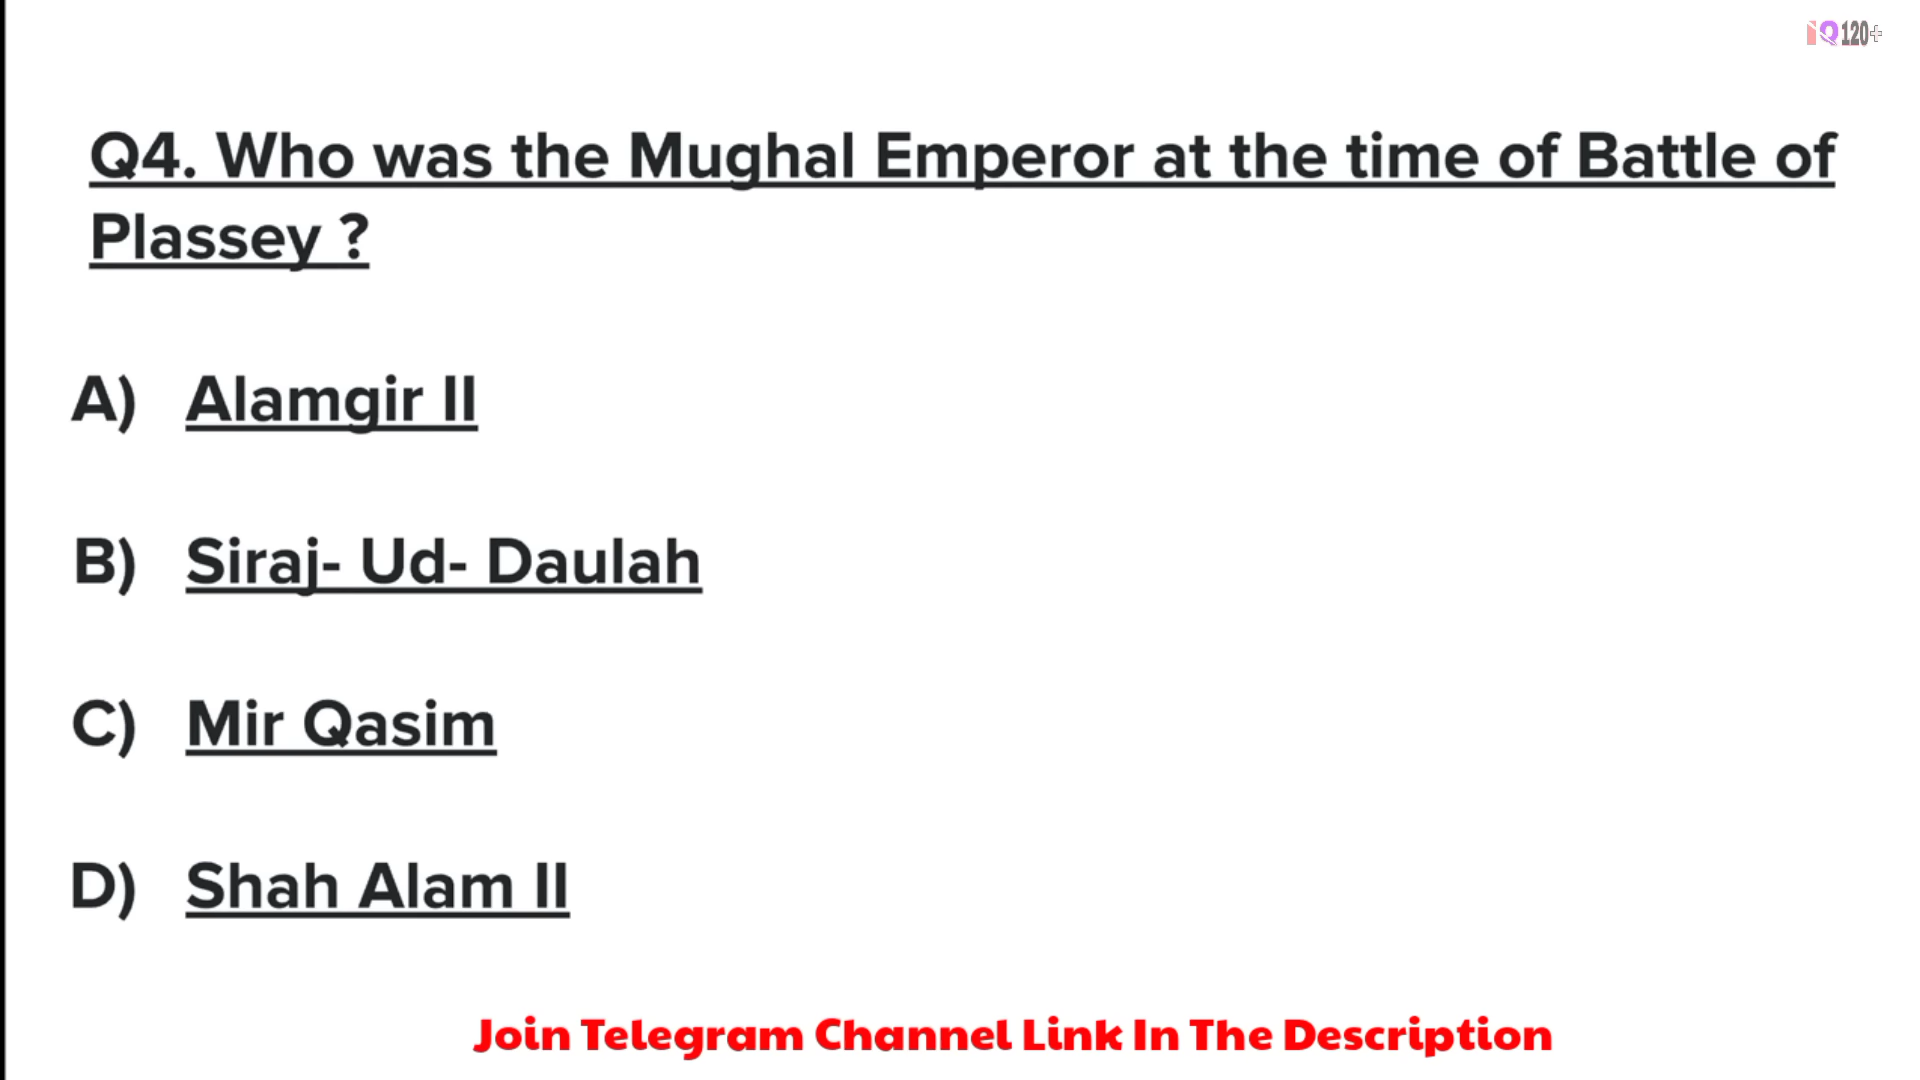 IQ120+
Q4. Who was the Mughal Emperor at the time of Battle of
Plassey ?
A) Alamgir II
B) Siraj- Ud- Daulah
C) Mir Qasim
D) Shah Alam II
Join Telegram Channel Link In The Description